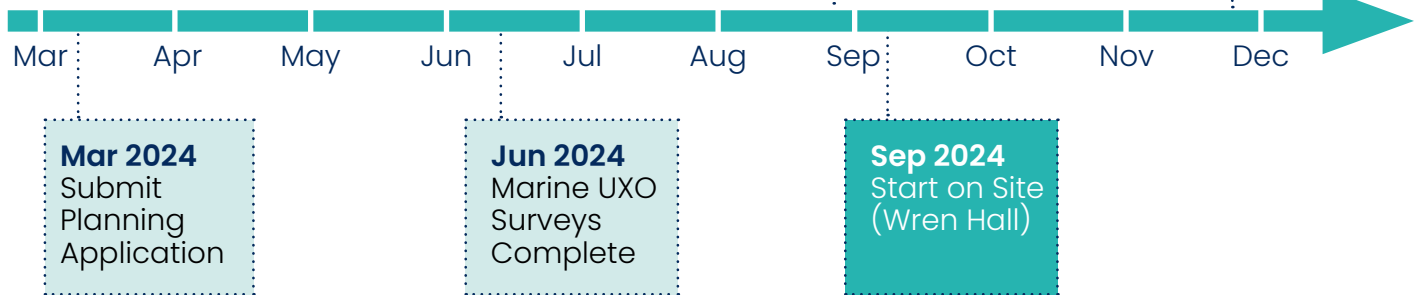 Mar Apr May Jun Jul Aug Sep Oct Nov Dec
Mar 2024
Submit
Planning
Application
Jun 2024
Marine UXO
Surveys
Complete
Sep 2024
Start on Site
(Wren Hall)